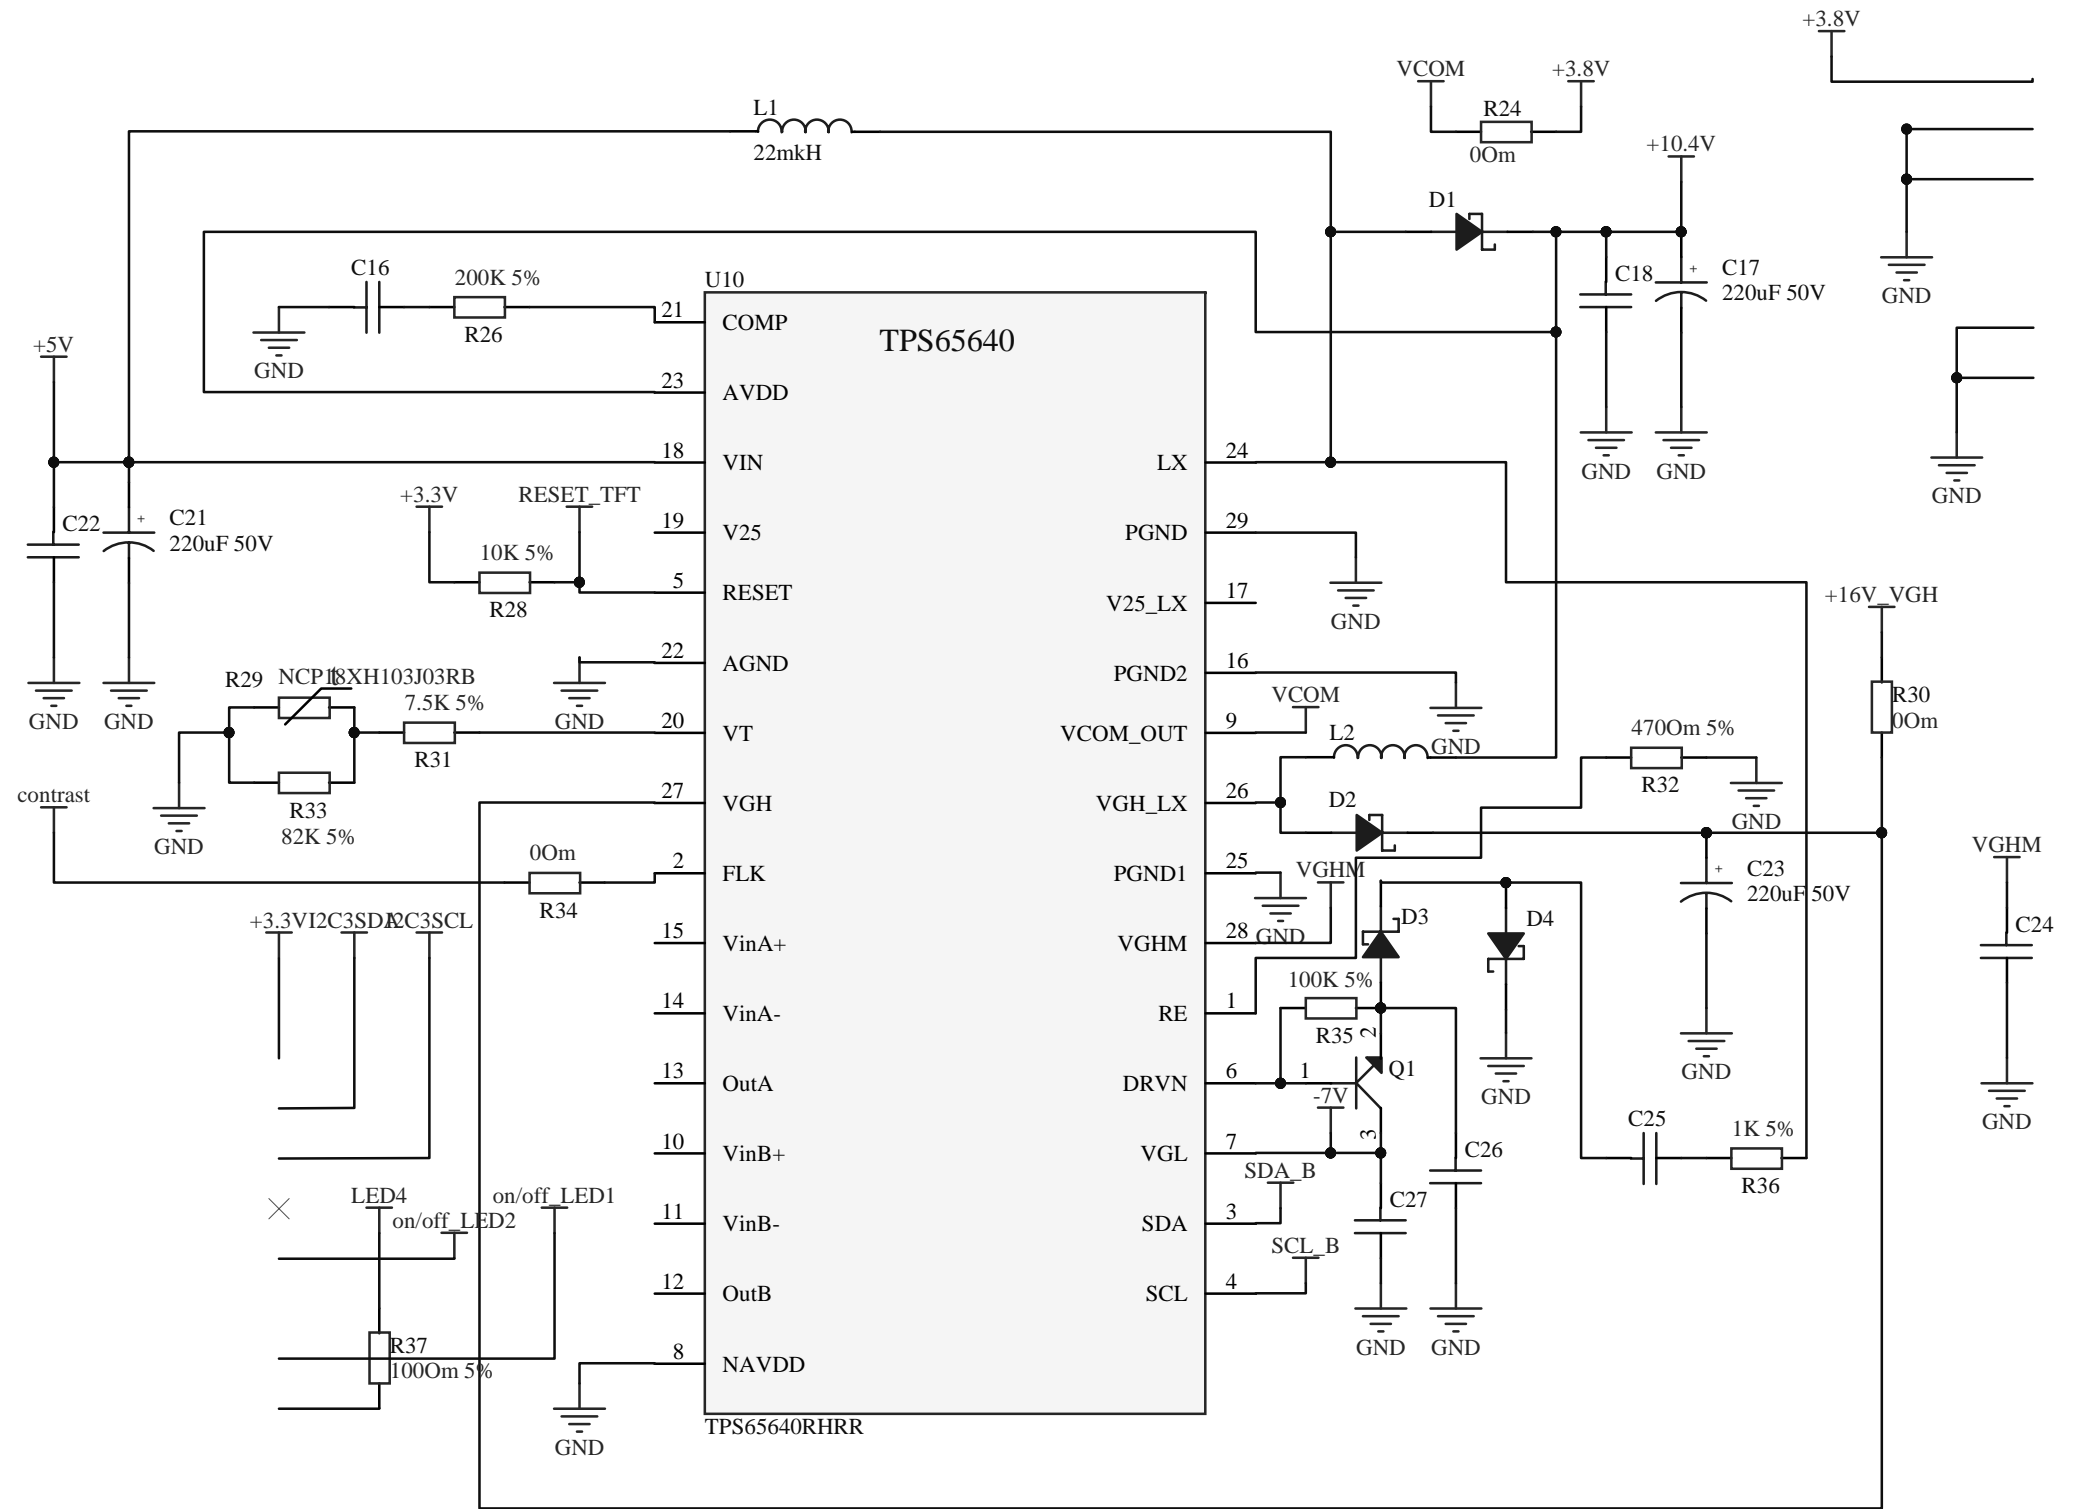 +3.8V
VCOM
+3.8V
R24
0Om
L1
22mkH
+10.4V
D1
C18
C17
220uF 50V
GND
GND
GND
GND
C16
200K 5%
R26
GND
U10
TPS65640
21
COMP
23
AVDD
+5V
18
VIN
+3.3V
RESET_TFT
C22
C21
220uF 50V
19
V25
10K 5%
R28
5
RESET
22
AGND
GND
GND
GND
R29
NCP18XH103J03RB
t
7.5K 5%
R31
20
VT
R33
82K 5%
GND
contrast
27
VGH
0Om
R34
2
FLK
+3.3V
I2C3SDA
I2C3SCL
15
VinA+
14
VinA-
13
OutA
10
VinB+
LED4
on/off_LED1
on/off_LED2
11
VinB-
12
OutB
R37
100Om 5%
8
NAVDD
GND
TPS65640RHRR
LX
24
PGND
29
GND
V25_LX
17
PGND2
16
GND
VCOM
VCOM_OUT
9
L2
VGH_LX
26
D2
470Om 5%
R32
GND
+16V_VGH
R30
0Om
PGND1
25
GND
VGHM
VGHM
28
D3
D4
C23
220uF 50V
GND
VGHM
C24
GND
RE
1
100K 5%
R35
2
DRVN
6
1
Q1
-7V
3
GND
VGL
7
C25
1K 5%
R36
SDA_B
SDA
3
C26
C27
SCL_B
SCL
4
GND
GND